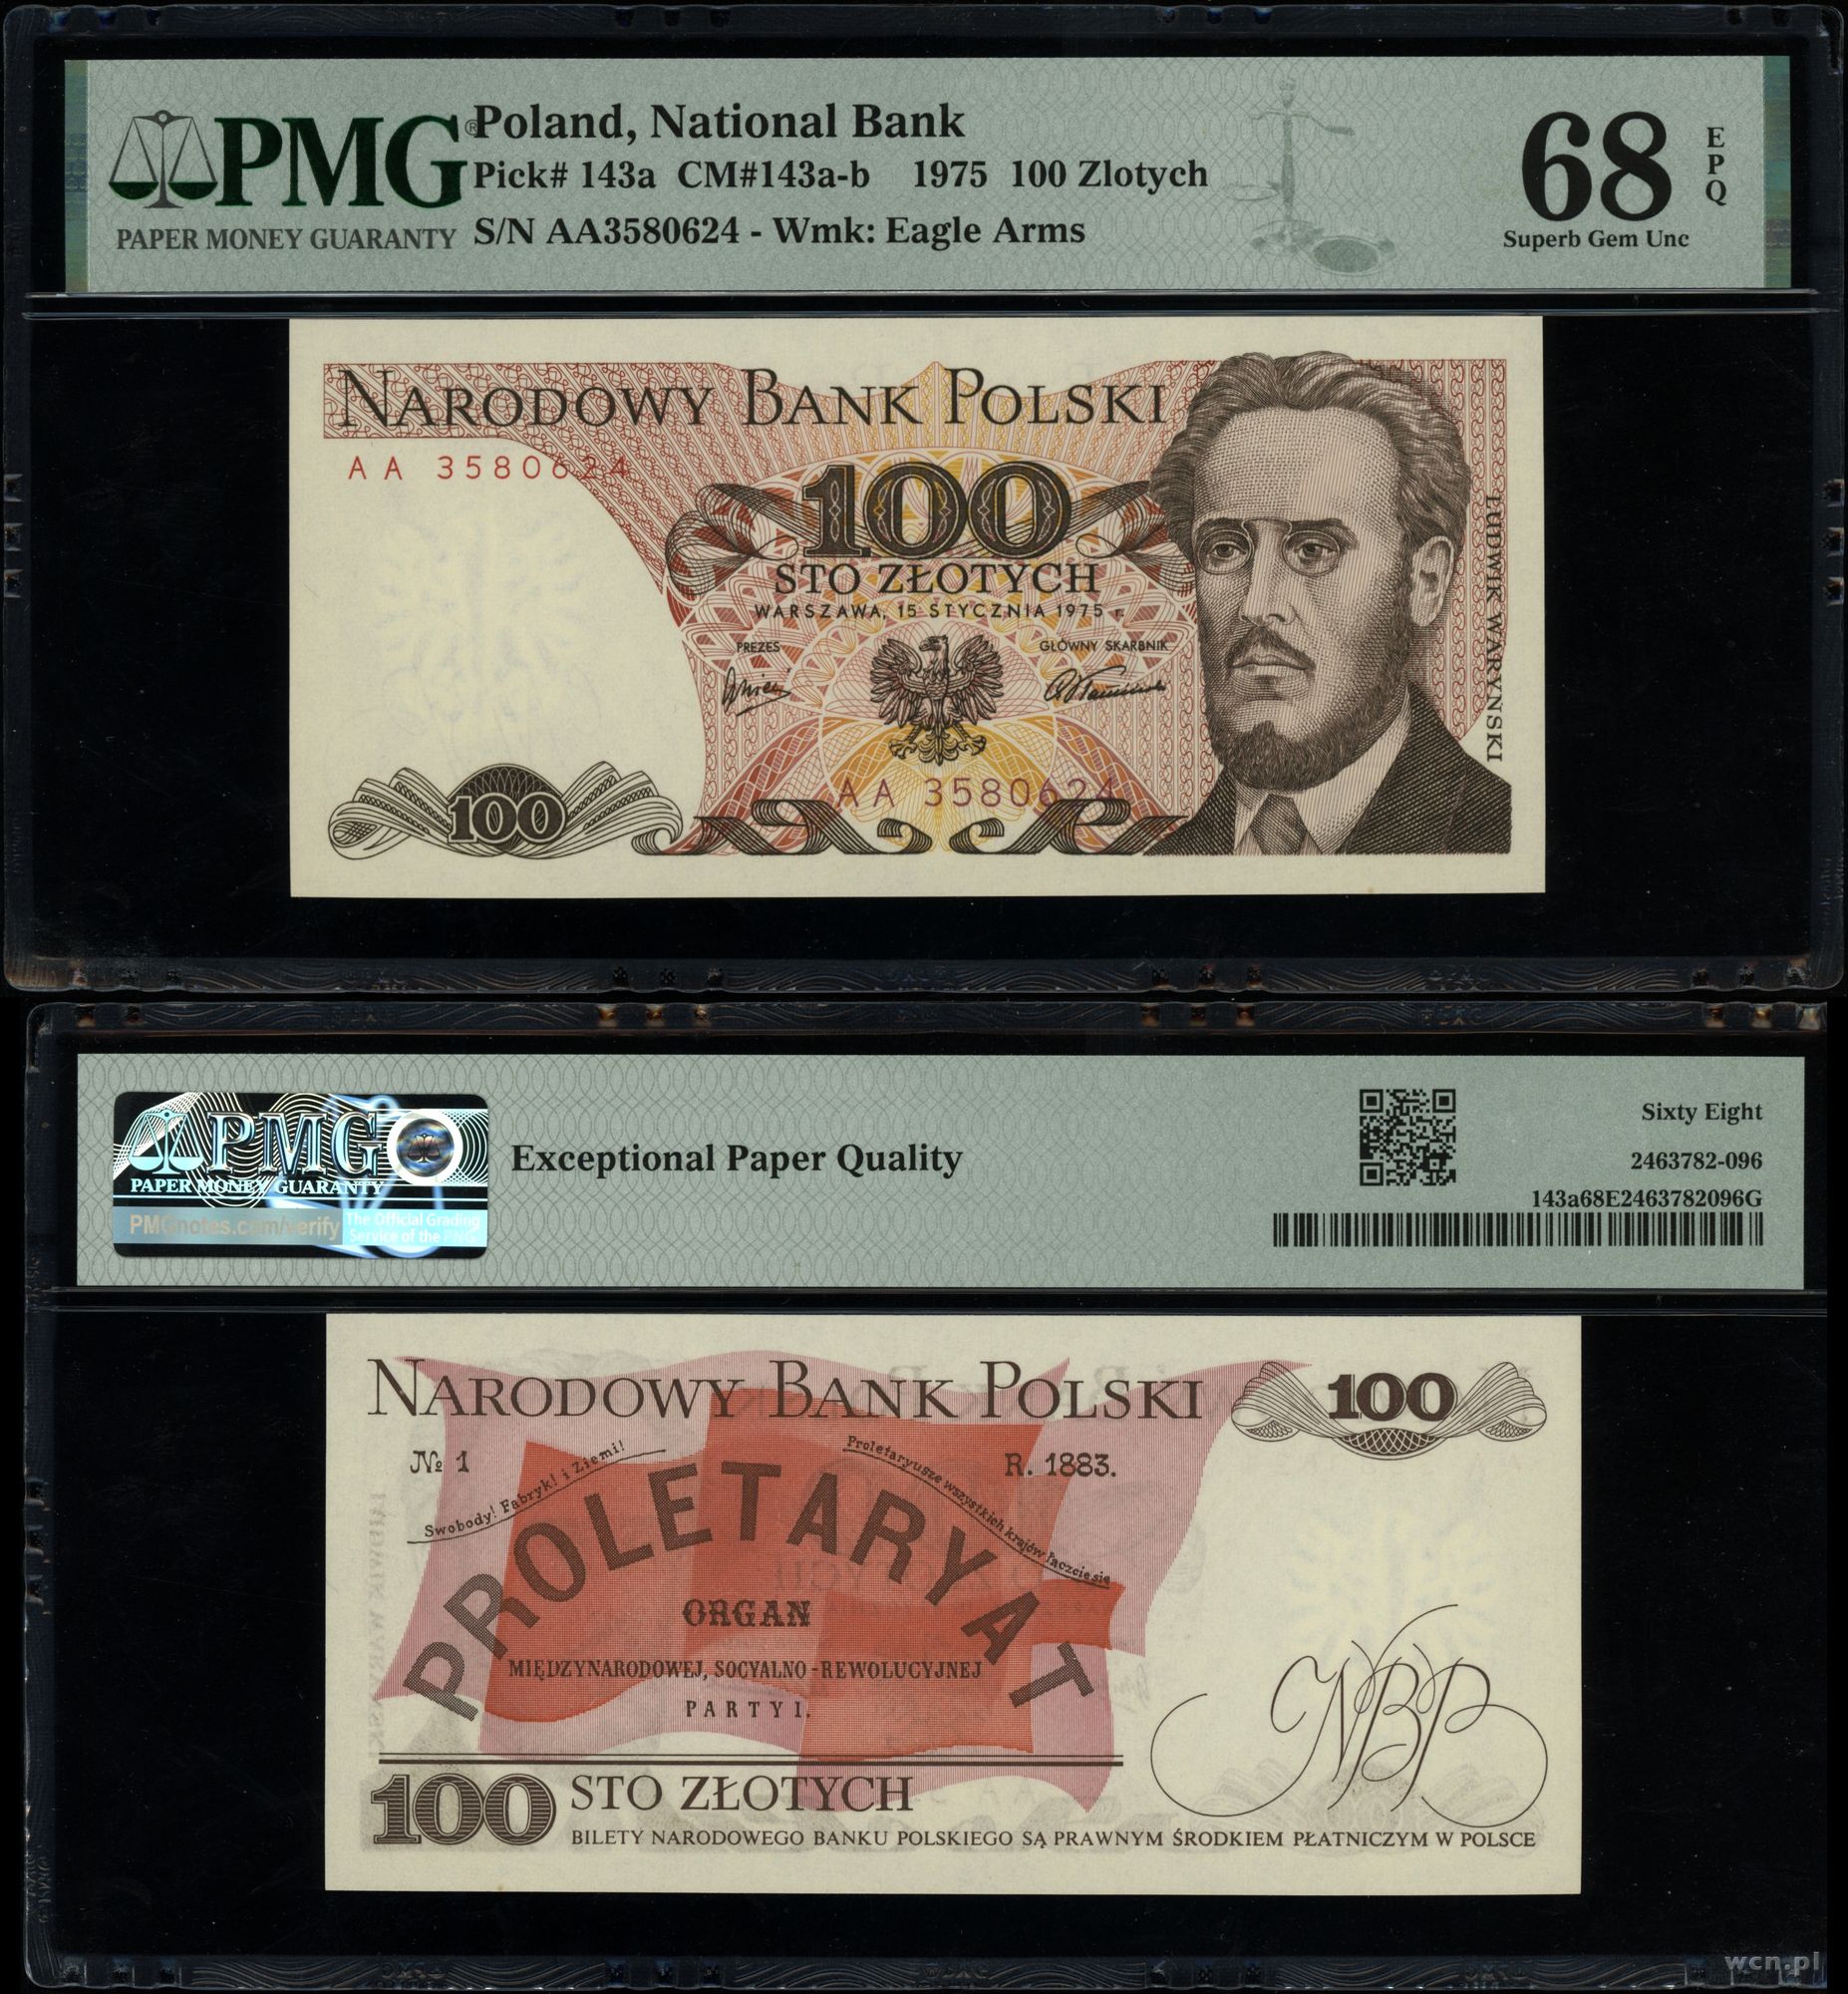 PMG®
PAPER MONEY GUARANTY
Poland, National Bank
Pick# 143a CM#143a-b 1975 100 Zlotych
S/N AA3580624 - Wmk: Eagle Arms
68
EPQ
Superb Gem Unc
NARODOWY BANK POLSKI
AA 3580624
100
STO ZŁOTYCH
WARSZAWA, 15 STYCZNIA 1975 r.
PREZES
GŁÓWNY SKARBNIK
LUDWIK WARYŃSKI
AA 3580624
100
PMG
PAPER MONEY GUARANTY
PMGnotes.com/verify
The Official Grading
Service of the PNG
Exceptional Paper Quality
Sixty Eight
2463782-096
143a68E2463782096G
NARODOWY BANK POLSKI
100
№ 1
Swobody! Fabryk! i Ziemi!
Proletaryusze wszystkich krajów łączcie się
R. 1883.
PROLETARYAT
ORGAN
MIĘDZYNARODOWEJ, SOCYALNO-REWOLUCYJNEJ
PARTYI.
NBP
100 STO ZŁOTYCH
BILETY NARODOWEGO BANKU POLSKIEGO SĄ PRAWNYM ŚRODKIEM PŁATNICZYM W POLSCE
wcn.pl